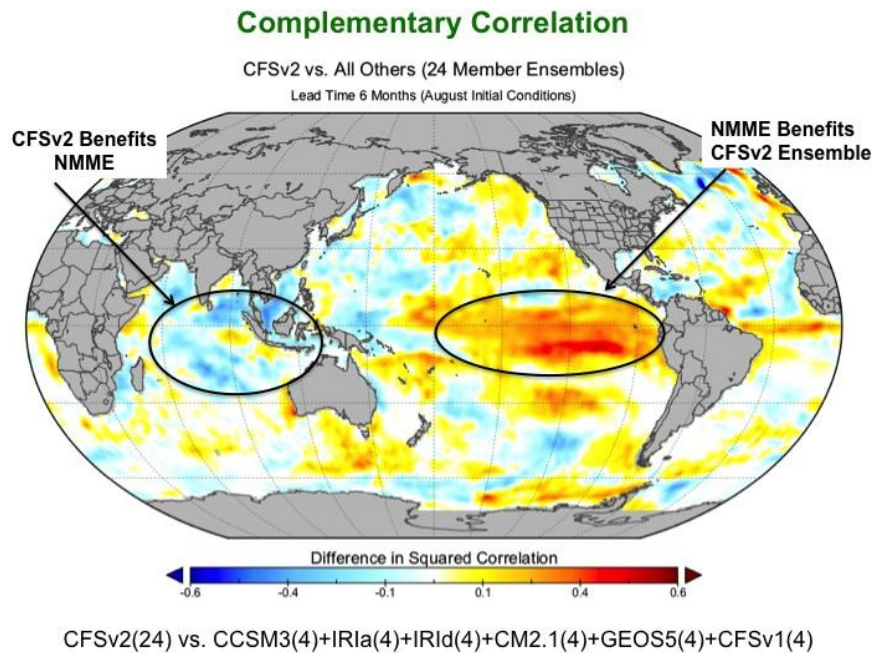 Complementary Correlation
CFSv2 vs. All Others (24 Member Ensembles)
Lead Time 6 Months (August Initial Conditions)
CFSv2 Benefits
NMME
NMME Benefits
CFSv2 Ensemble
Difference in Squared Correlation
-0.6 -0.4 -0.1 0.1 0.4 0.6
CFSv2(24) vs. CCSM3(4)+IRIa(4)+IRId(4)+CM2.1(4)+GEOS5(4)+CFSv1(4)